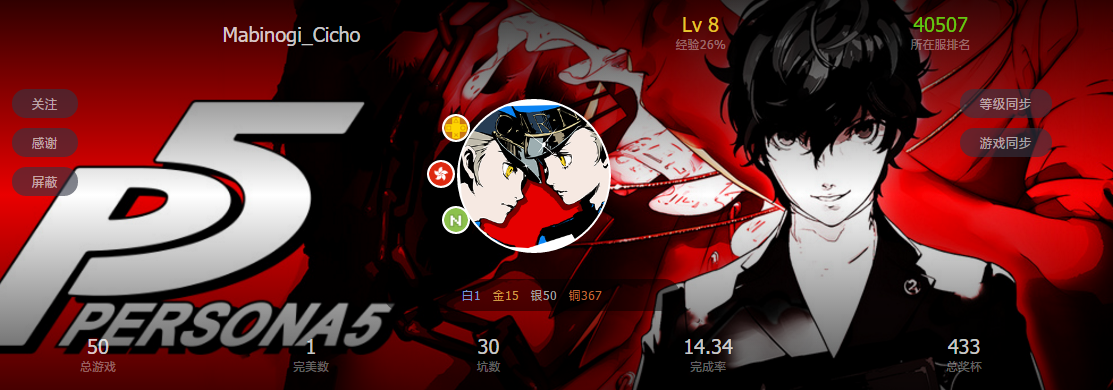 Mabinogi_Cicho
Lv 8
经验26%
40507
所在服排名
关注
感谢
屏蔽
等级同步
游戏同步
P5
PERSONA5
N
白1 金15 银50 铜367
50
总游戏
1
完美数
30
坑数
14.34
完成率
433
总奖杯